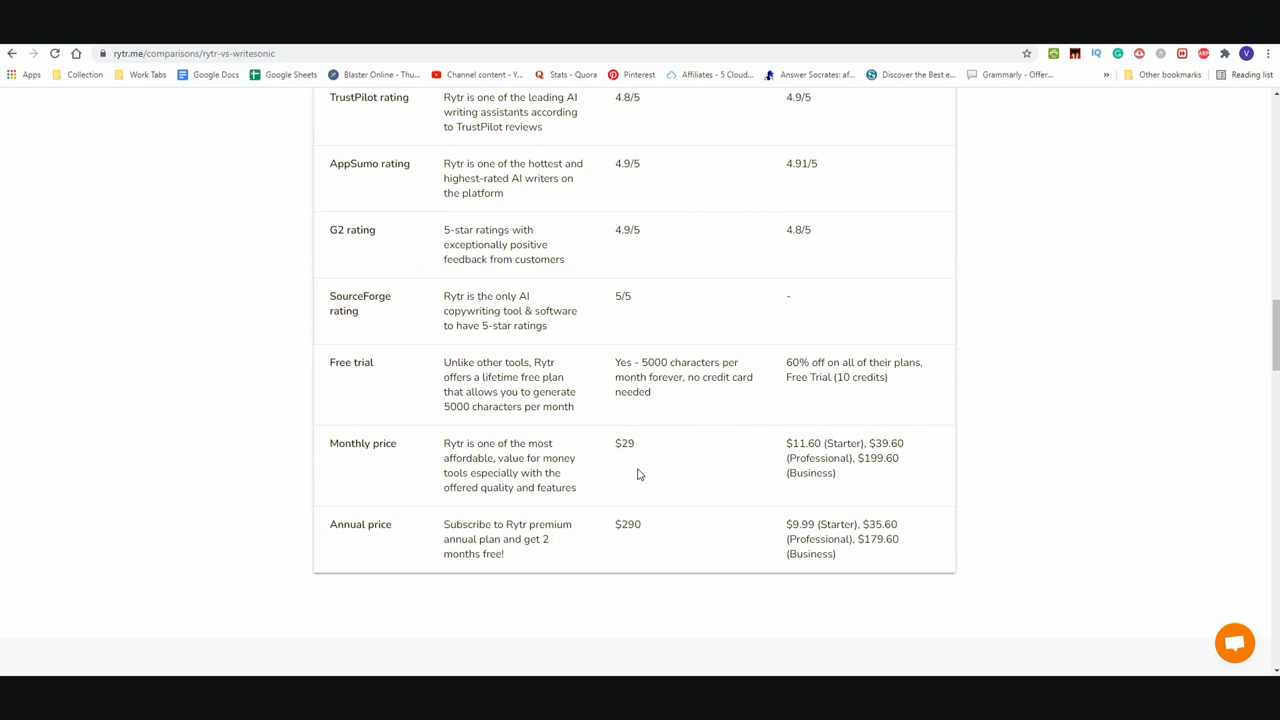 rytr.me/comparisons/rytr-vs-writesonic
Apps
Collection
Work Tabs
Google Docs
Google Sheets
Blaster Online - Thu...
Channel content - Y...
Stats - Quora
Pinterest
Affiliates - 5 Cloud...
Answer Socrates: af...
Discover the Best e...
Grammarly - Offer...
»
Other bookmarks
Reading list
TrustPilot rating
Rytr is one of the leading AI
writing assistants according
to TrustPilot reviews
4.8/5
4.9/5
AppSumo rating
Rytr is one of the hottest and
highest-rated AI writers on
the platform
4.9/5
4.91/5
G2 rating
5-star ratings with
exceptionally positive
feedback from customers
4.9/5
4.8/5
SourceForge
rating
Rytr is the only AI
copywriting tool & software
to have 5-star ratings
5/5
-
Free trial
Unlike other tools, Rytr
offers a lifetime free plan
that allows you to generate
5000 characters per month
Yes - 5000 characters per
month forever, no credit card
needed
60% off on all of their plans,
Free Trial (10 credits)
Monthly price
Rytr is one of the most
affordable, value for money
tools especially with the
offered quality and features
$29
$11.60 (Starter), $39.60
(Professional), $199.60
(Business)
Annual price
Subscribe to Rytr premium
annual plan and get 2
months free!
$290
$9.99 (Starter), $35.60
(Professional), $179.60
(Business)